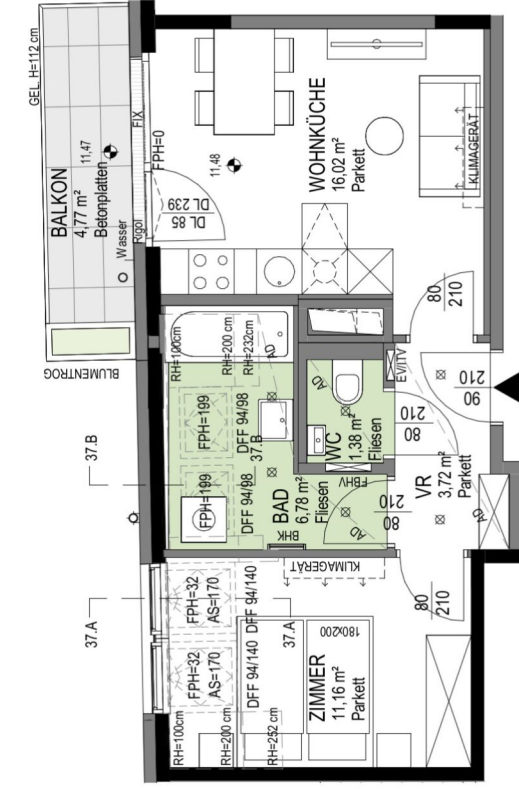 GEL. H=112 cm
BALKON
4,77 m²
Betonplatten
11,47
FIX
FPH=0
Wasser
Rigol
BLUMENTROG
DL 85
DL 239
11,48
WOHNKÜCHE
16,02 m²
Parkett
KLIMAGERÄT
80
210
RH=100cm
RH=200 cm
RH=232cm
AD
AD
E-V/TV
90
210
FPH=199
DFF 94/98
37.B
37.B
FPH=199
DFF 94/98
WC
1,38 m²
Fliesen
80
210
VR
3,72 m²
Parkett
BAD
6,78 m²
Fliesen
FBHV
80
210
AD
AD
BHK
KLIMAGERÄT
37.A
37.A
FPH=32
AS=170
DFF 94/140
FPH=32
AS=170
DFF 94/140
180x200
ZIMMER
11,16 m²
Parkett
80
210
RH=100cm
RH=200 cm
RH=252 cm